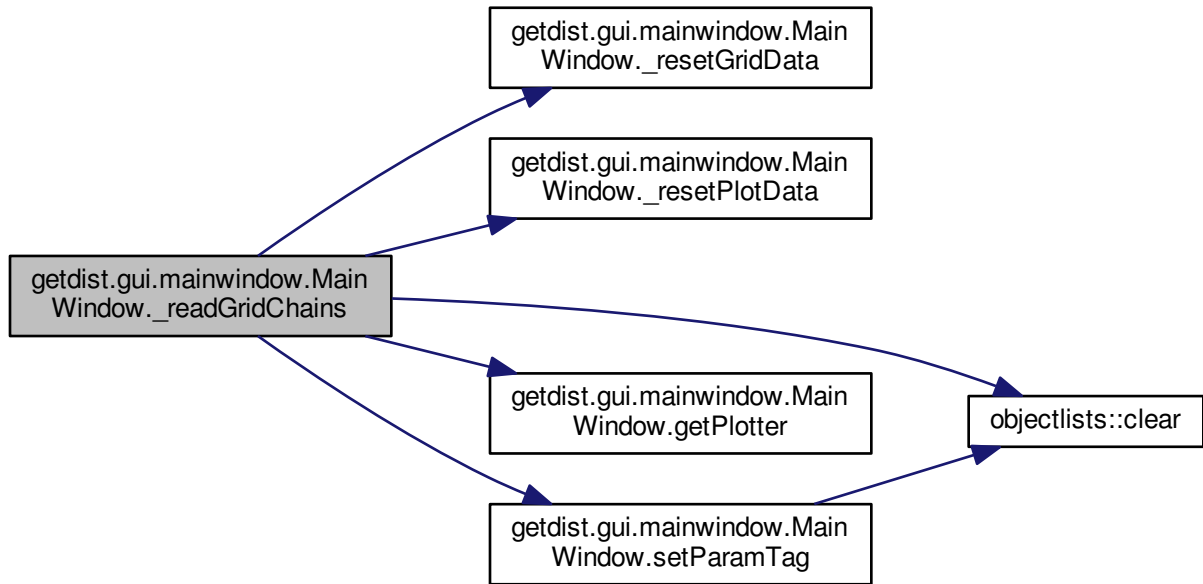 getdist.gui.mainwindow.Main
Window._resetGridData
getdist.gui.mainwindow.Main
Window._resetPlotData
getdist.gui.mainwindow.Main
Window._readGridChains
getdist.gui.mainwindow.Main
Window.getPlotter
objectlists::clear
getdist.gui.mainwindow.Main
Window.setParamTag